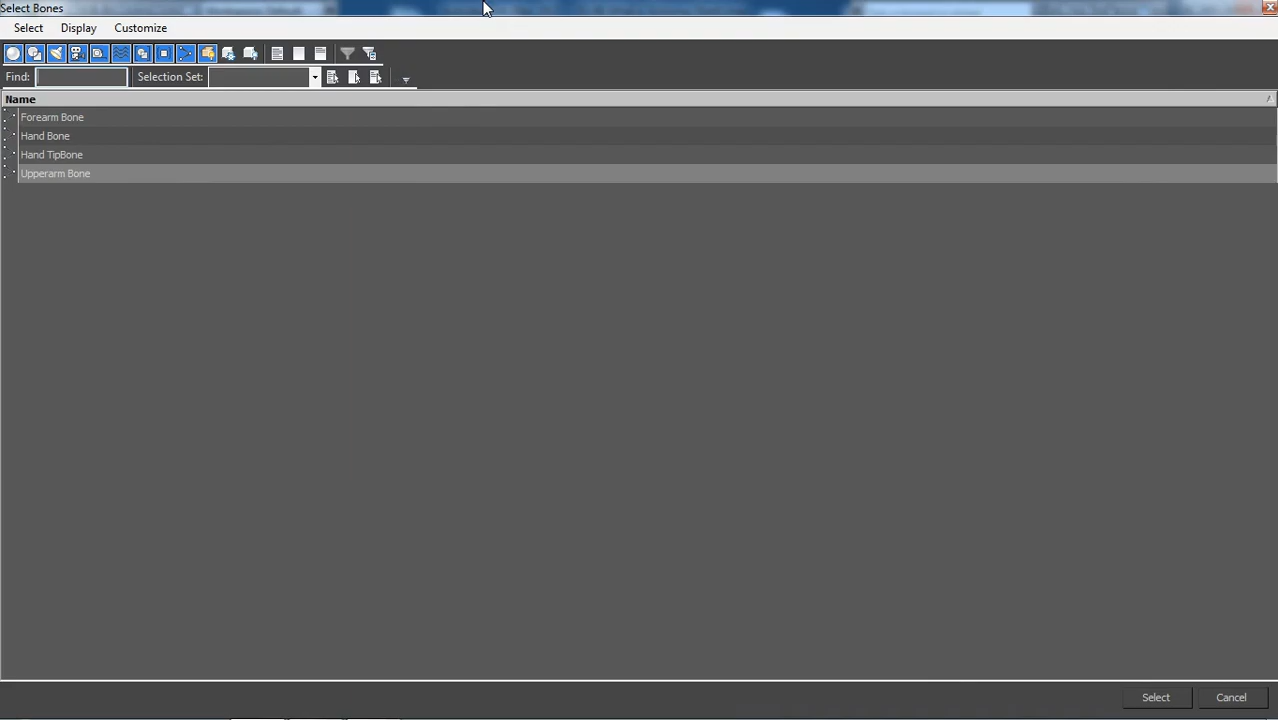 Select Bones
Select Display Customize
Find: Selection Set:
Name
Forearm Bone
Hand Bone
Hand TipBone
Upperarm Bone
Select Cancel